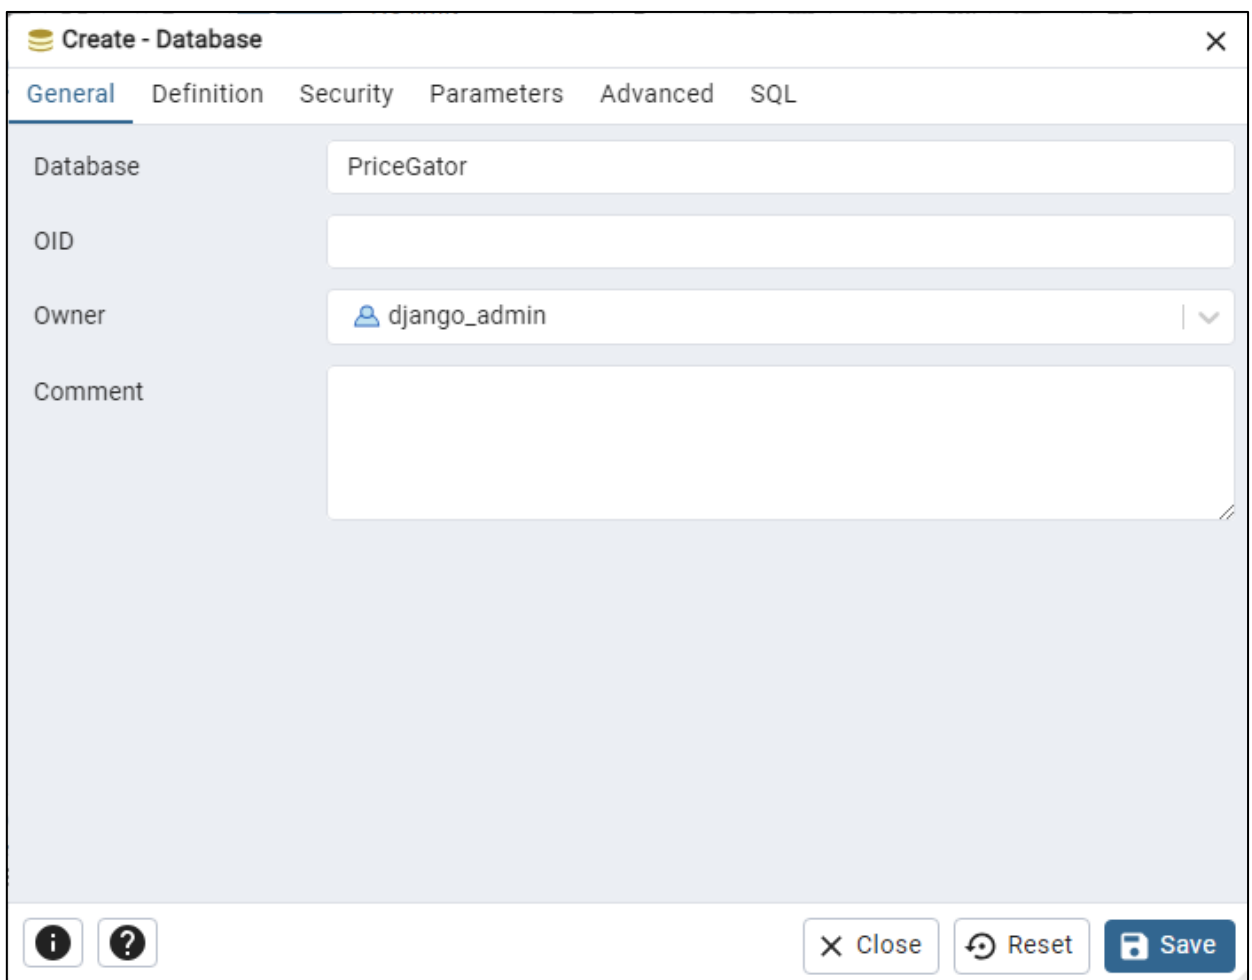 Create - Database
General Definition Security Parameters Advanced SQL
Database PriceGator
OID
Owner django_admin
Comment
Close Reset Save